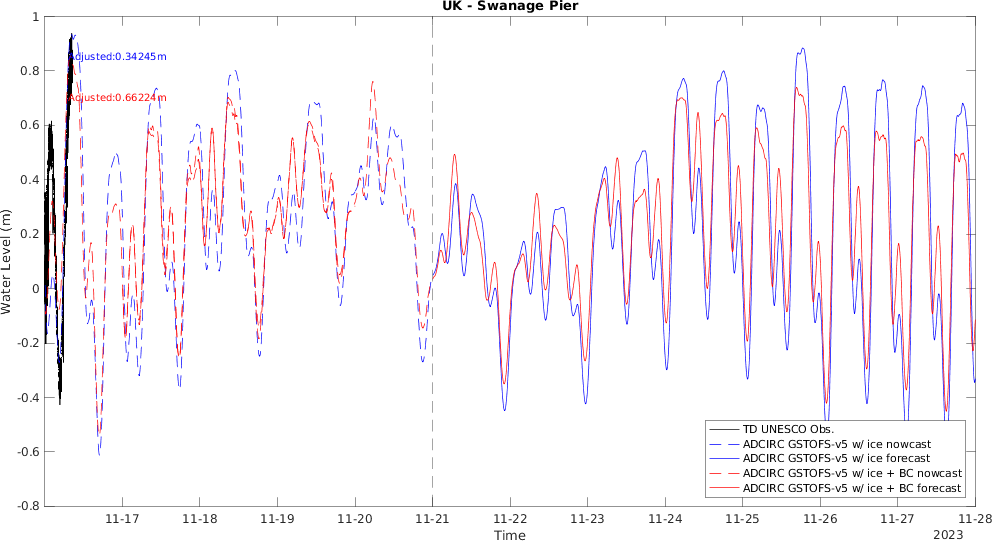 UK - Swanage Pier
1
0.8
0.6
0.4
0.2
0
-0.2
-0.4
-0.6
-0.8
Water Level (m)
Adjusted:0.34245m
Adjusted:0.66224m
TD UNESCO Obs.
ADCIRC GSTOFS-v5 w/ ice nowcast
ADCIRC GSTOFS-v5 w/ ice forecast
ADCIRC GSTOFS-v5 w/ ice + BC nowcast
ADCIRC GSTOFS-v5 w/ ice + BC forecast
11-17 11-18 11-19 11-20 11-21 11-22 11-23 11-24 11-25 11-26 11-27 11-28
Time
2023